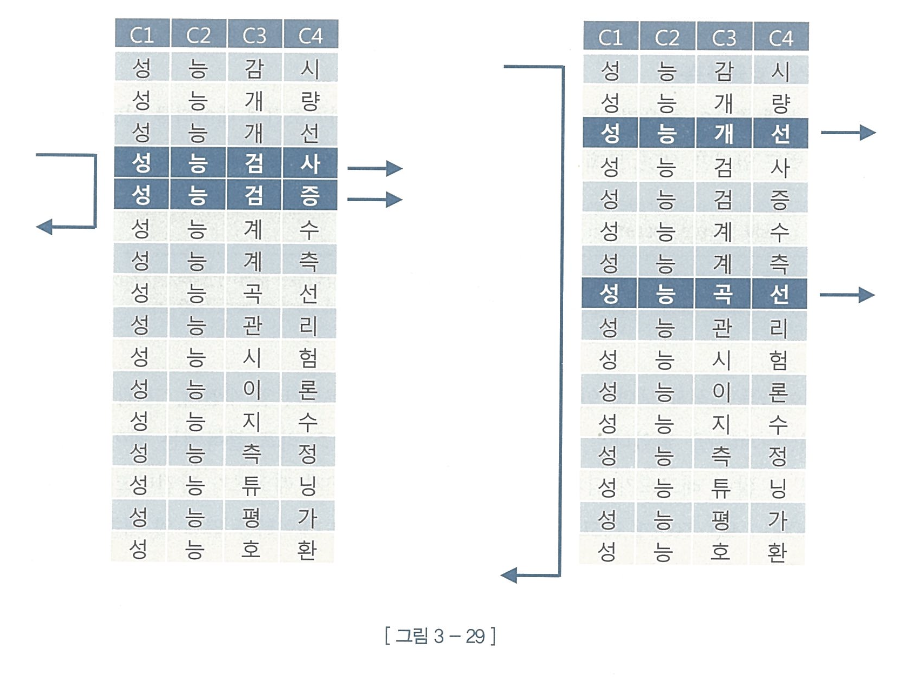 C1 C2 C3 C4
성 능 감 시
성 능 개 량
성 능 개 선
성 능 검 사
성 능 검 증
성 능 계 수
성 능 계 측
성 능 곡 선
성 능 관 리
성 능 시 험
성 능 이 론
성 능 지 수
성 능 측 정
성 능 튜 닝
성 능 평 가
성 능 호 환
C1 C2 C3 C4
성 능 감 시
성 능 개 량
성 능 개 선
성 능 검 사
성 능 검 증
성 능 계 수
성 능 계 측
성 능 곡 선
성 능 관 리
성 능 시 험
성 능 이 론
성 능 지 수
성 능 측 정
성 능 튜 닝
성 능 평 가
성 능 호 환
[ 그림 3 - 29 ]